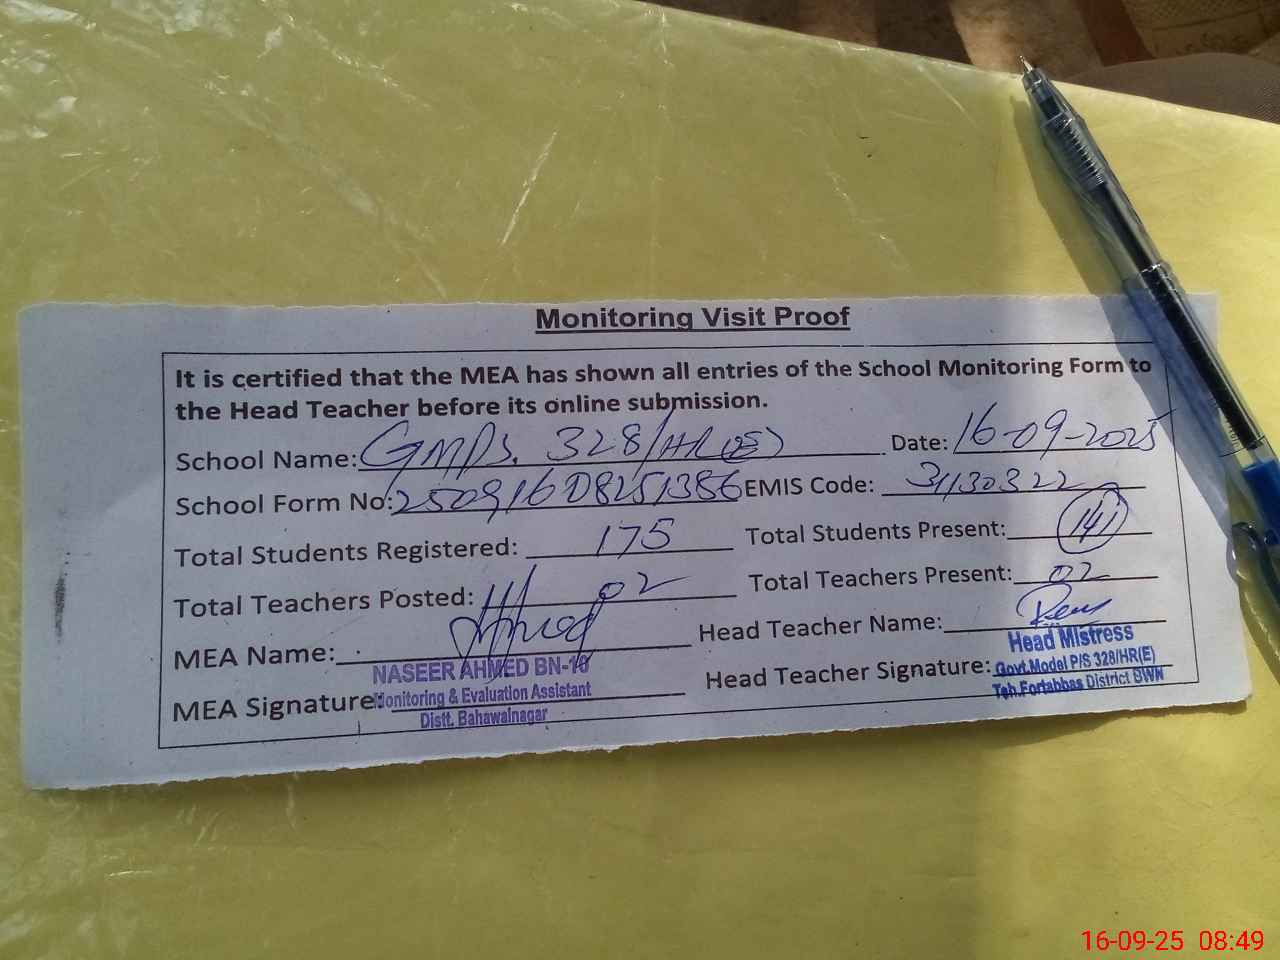 Monitoring Visit Proof
It is certified that the MEA has shown all entries of the School Monitoring Form to
the Head Teacher before its online submission.
School Name: GMPS. 328/HR(E) Date: 16-09-2025
School Form No: 250916D8251386 EMIS Code: 31130322
Total Students Registered: 175 Total Students Present: 141
Total Teachers Posted: 02 Total Teachers Present: 02
MEA Name: Head Teacher Name:
NASEER AHMED BN-18 Head Mistress
MEA Signature: Monitoring & Evaluation Assistant Head Teacher Signature: Govt.Model P/S 328/HR(E)
Distt. Bahawalnagar Teh.Fortabbas District BWN
16-09-25 08:49